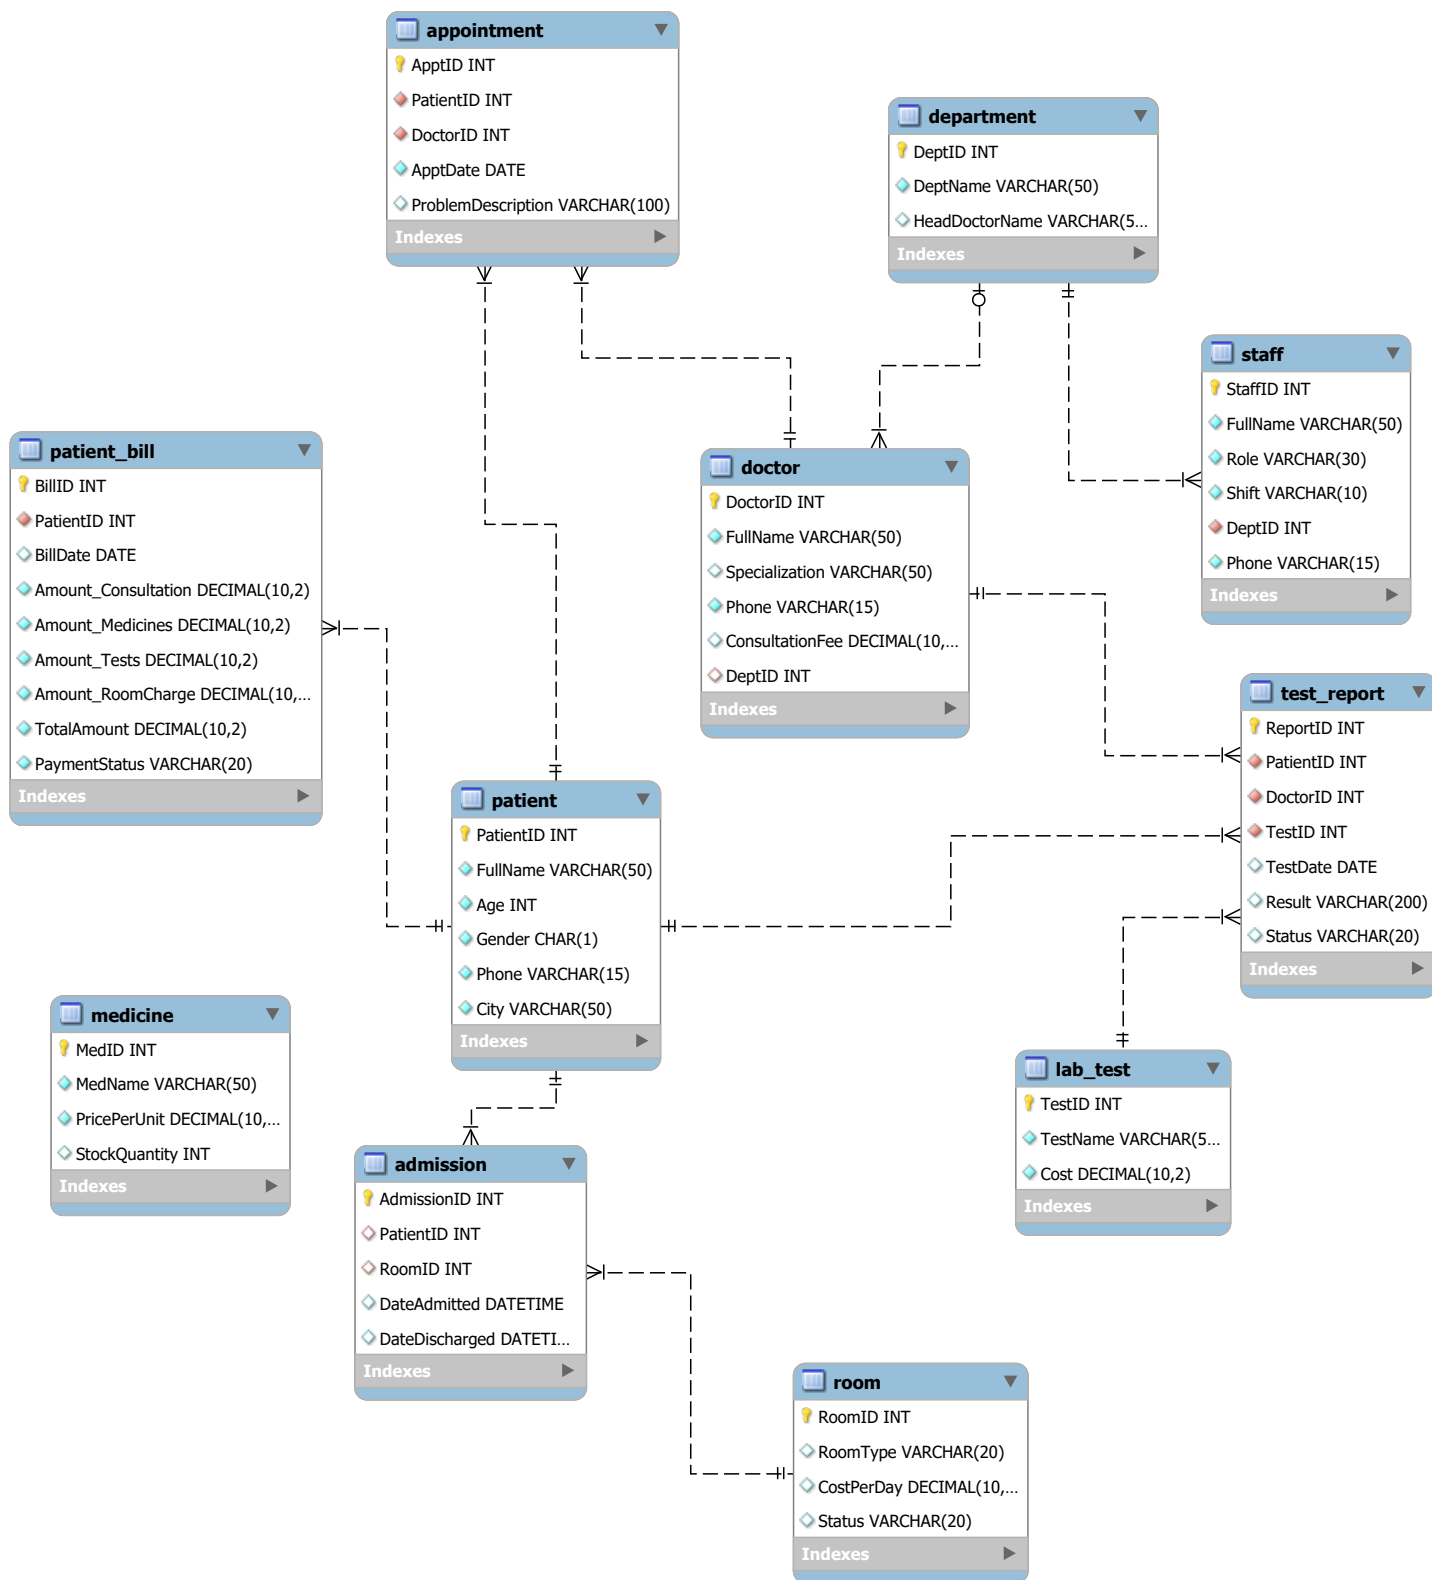 appointment
ApptID INT
PatientID INT
DoctorID INT
ApptDate DATE
ProblemDescription VARCHAR(100)
Indexes
department
DeptID INT
DeptName VARCHAR(50)
HeadDoctorName VARCHAR(5...
Indexes
staff
StaffID INT
FullName VARCHAR(50)
Role VARCHAR(30)
Shift VARCHAR(10)
DeptID INT
Phone VARCHAR(15)
Indexes
patient_bill
BillID INT
PatientID INT
BillDate DATE
Amount_Consultation DECIMAL(10,2)
Amount_Medicines DECIMAL(10,2)
Amount_Tests DECIMAL(10,2)
Amount_RoomCharge DECIMAL(10,...
TotalAmount DECIMAL(10,2)
PaymentStatus VARCHAR(20)
Indexes
doctor
DoctorID INT
FullName VARCHAR(50)
Specialization VARCHAR(50)
Phone VARCHAR(15)
ConsultationFee DECIMAL(10,...
DeptID INT
Indexes
test_report
ReportID INT
PatientID INT
DoctorID INT
TestID INT
TestDate DATE
Result VARCHAR(200)
Status VARCHAR(20)
Indexes
patient
PatientID INT
FullName VARCHAR(50)
Age INT
Gender CHAR(1)
Phone VARCHAR(15)
City VARCHAR(50)
Indexes
medicine
MedID INT
MedName VARCHAR(50)
PricePerUnit DECIMAL(10,...
StockQuantity INT
Indexes
lab_test
TestID INT
TestName VARCHAR(5...
Cost DECIMAL(10,2)
Indexes
admission
AdmissionID INT
PatientID INT
RoomID INT
DateAdmitted DATETIME
DateDischarged DATETI...
Indexes
room
RoomID INT
RoomType VARCHAR(20)
CostPerDay DECIMAL(10,...
Status VARCHAR(20)
Indexes